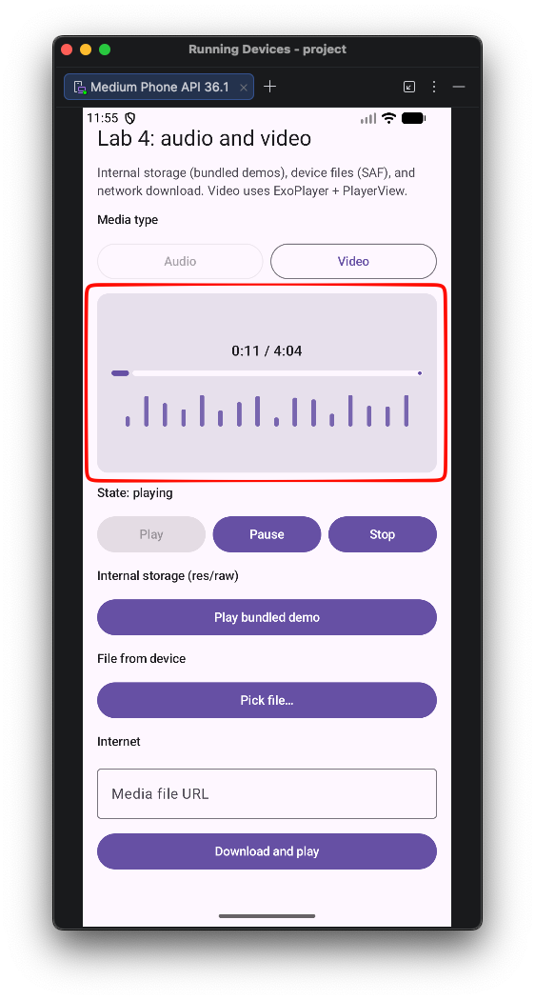 Running Devices - project
Medium Phone API 36.1
11:55
Lab 4: audio and video
Internal storage (bundled demos), device files (SAF), and
network download. Video uses ExoPlayer + PlayerView.
Media type
Audio
Video
0:11 / 4:04
State: playing
Play
Pause
Stop
Internal storage (res/raw)
Play bundled demo
File from device
Pick file…
Internet
Media file URL
Download and play